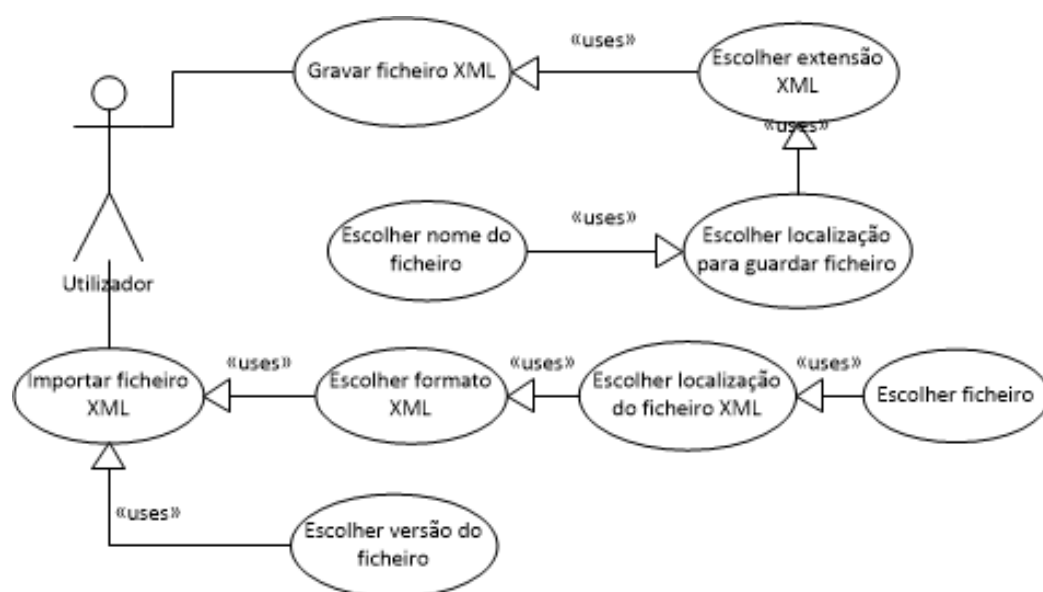 «uses»
Gravar ficheiro XML
Escolher extensão
XML
«uses»
«uses»
Escolher nome do
ficheiro
Escolher localização
para guardar ficheiro
Utilizador
«uses»
«uses»
«uses»
Importar ficheiro
XML
Escolher formato
XML
Escolher localização
do ficheiro XML
Escolher ficheiro
«uses»
Escolher versão do
ficheiro